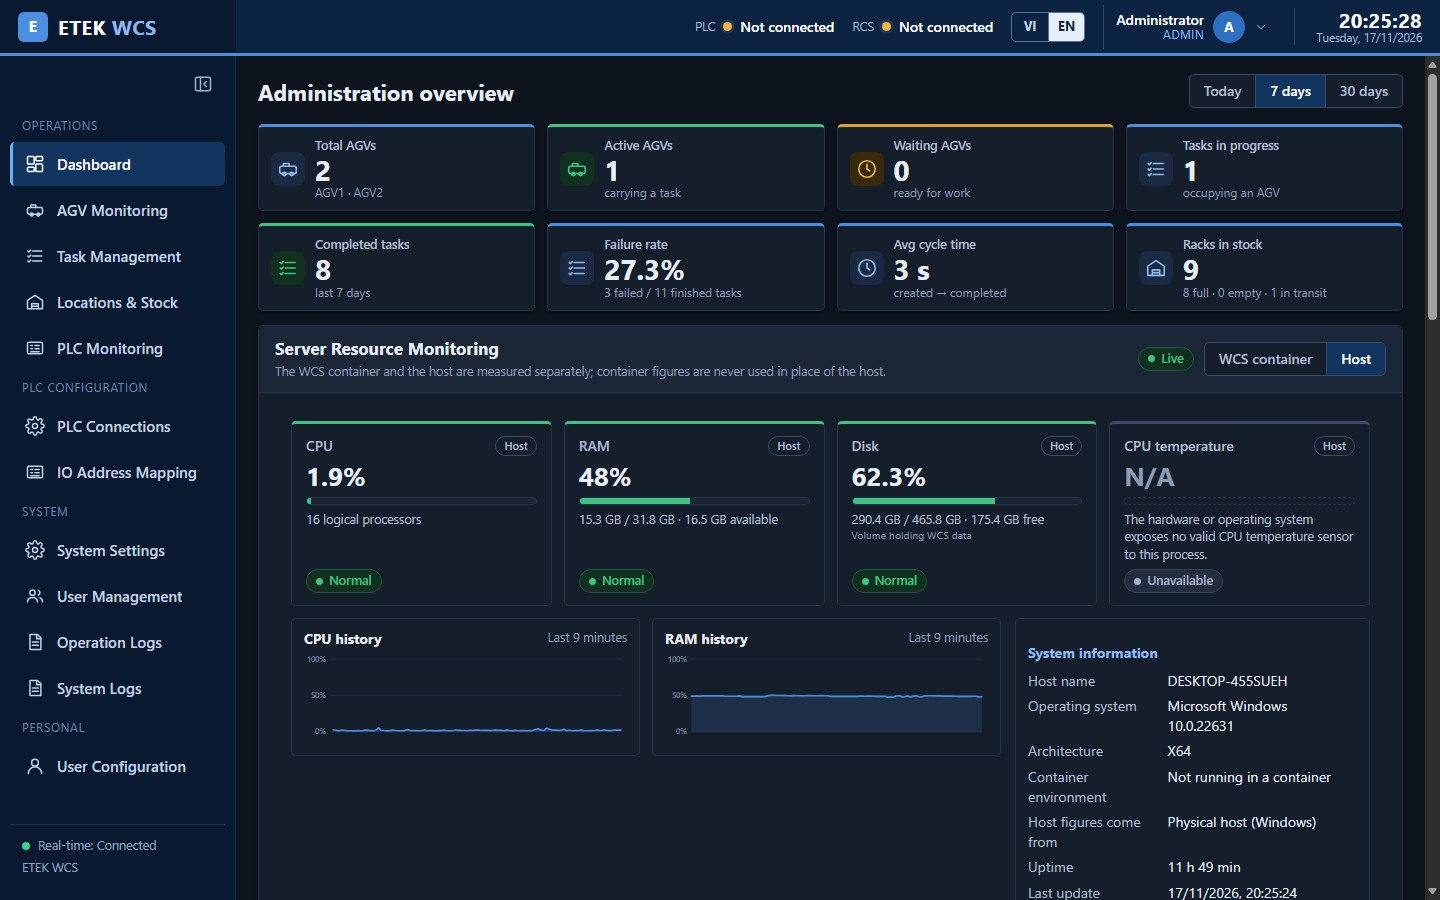 E ETEK WCS
PLC Not connected RCS Not connected VI EN
Administrator
ADMIN
A
20:25:28
Tuesday, 17/11/2026
OPERATIONS
Dashboard
AGV Monitoring
Task Management
Locations & Stock
PLC Monitoring
PLC CONFIGURATION
PLC Connections
IO Address Mapping
SYSTEM
System Settings
User Management
Operation Logs
System Logs
PERSONAL
User Configuration
Real-time: Connected
ETEK WCS
Administration overview
Today 7 days 30 days
Total AGVs
2
AGV1 · AGV2
Active AGVs
1
carrying a task
Waiting AGVs
0
ready for work
Tasks in progress
1
occupying an AGV
Completed tasks
8
last 7 days
Failure rate
27.3%
3 failed / 11 finished tasks
Avg cycle time
3 s
created → completed
Racks in stock
9
8 full · 0 empty · 1 in transit
Server Resource Monitoring
The WCS container and the host are measured separately; container figures are never used in place of the host.
Live
WCS container Host
CPU Host
1.9%
16 logical processors
Normal
RAM Host
48%
15.3 GB / 31.8 GB · 16.5 GB available
Normal
Disk Host
62.3%
290.4 GB / 465.8 GB · 175.4 GB free
Volume holding WCS data
Normal
CPU temperature Host
N/A
The hardware or operating system
exposes no valid CPU temperature sensor
to this process.
Unavailable
CPU history Last 9 minutes
100%
50%
0%
RAM history Last 9 minutes
100%
50%
0%
System information
Host name DESKTOP-455SUEH
Operating system Microsoft Windows
10.0.22631
Architecture X64
Container Not running in a container
environment
Host figures come Physical host (Windows)
from
Uptime 11 h 49 min
Last update 17/11/2026, 20:25:24